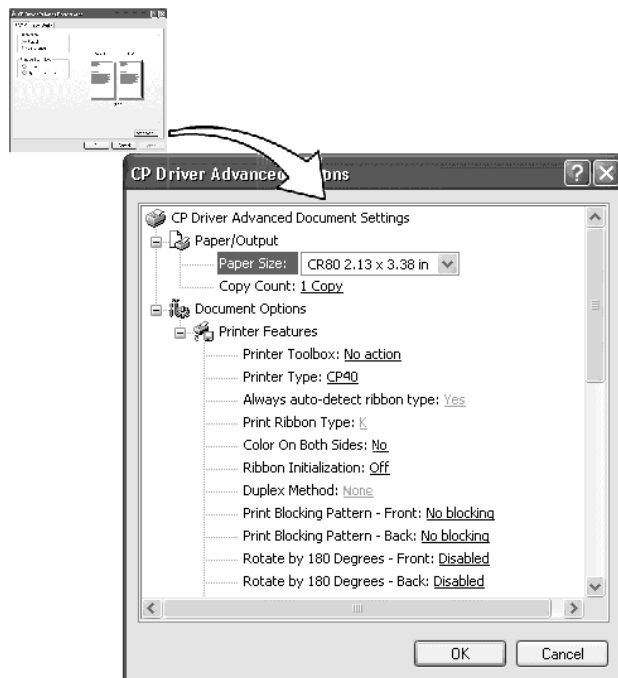 CP Driver Advanced
CP Driver Advanced Document Settings
Paper/Output
Paper Size: CR80 2.13 x 3.38 in
Copy Count: 1 Copy
Document Options
Printer Features
Printer Toolbox: No action
Printer Type: CP40
Always auto-detect ribbon type: Yes
Print Ribbon Type: K
Color On Both Sides: No
Ribbon Initialization: Off
Duplex Method: None
Print Blocking Pattern - Front: No blocking
Print Blocking Pattern - Back: No blocking
Rotate by 180 Degrees - Front: Disabled
Rotate by 180 Degrees - Back: Disabled
OK Cancel